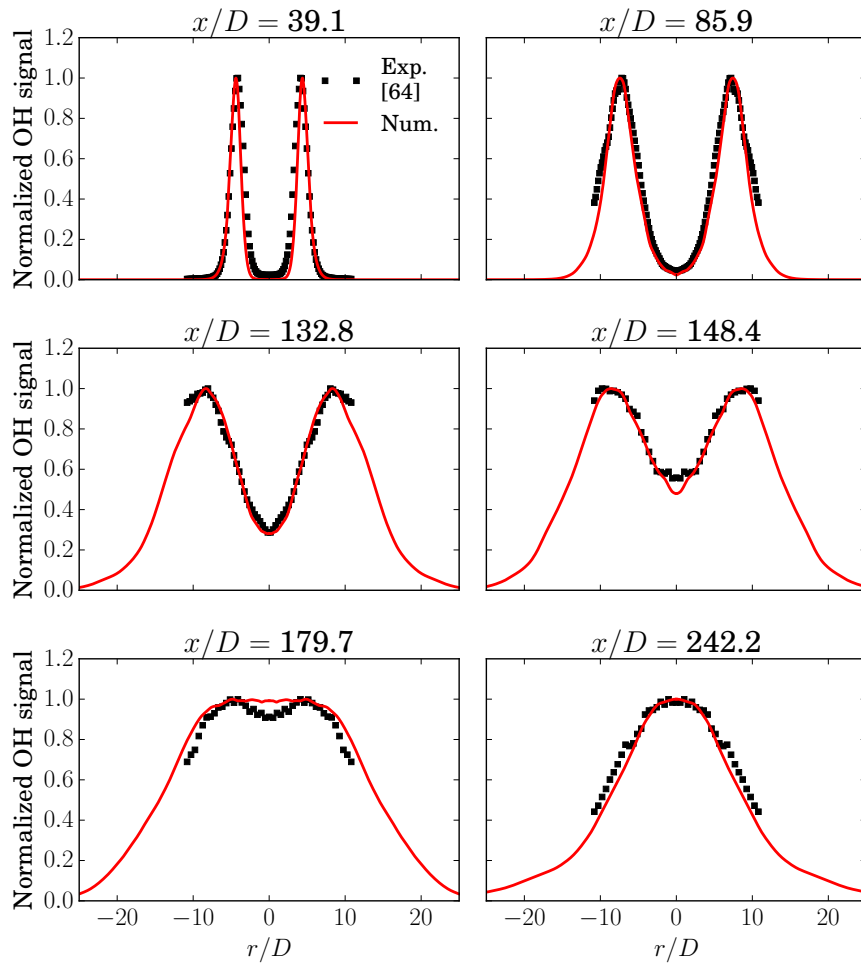 x/D = 39.1
x/D = 85.9
Normalized OH signal
1.2
1.0
0.8
0.6
0.4
0.2
0.0
Exp.
[64]
Num.
x/D = 132.8
x/D = 148.4
Normalized OH signal
1.2
1.0
0.8
0.6
0.4
0.2
0.0
x/D = 179.7
x/D = 242.2
Normalized OH signal
1.2
1.0
0.8
0.6
0.4
0.2
0.0
−20 −10 0 10 20
−20 −10 0 10 20
r/D
r/D